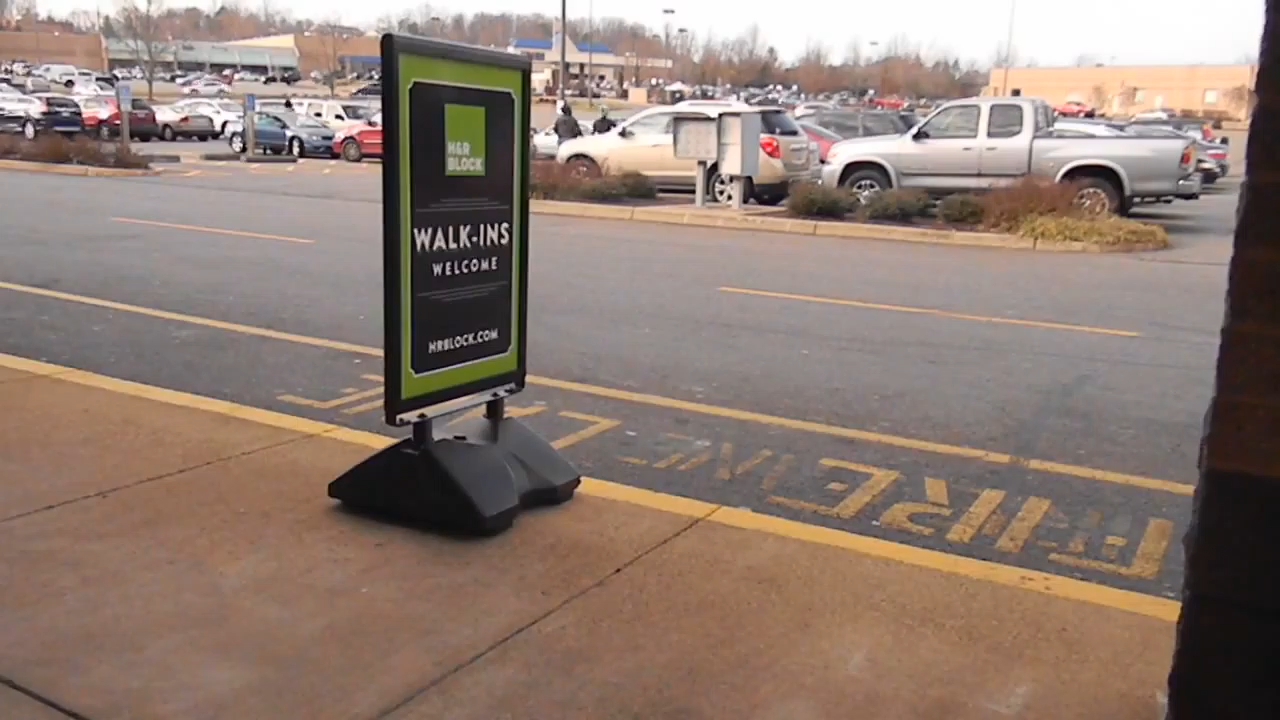 H&R
BLOCK
WALK-INS
WELCOME
HRBLOCK.COM
FIRE LANE